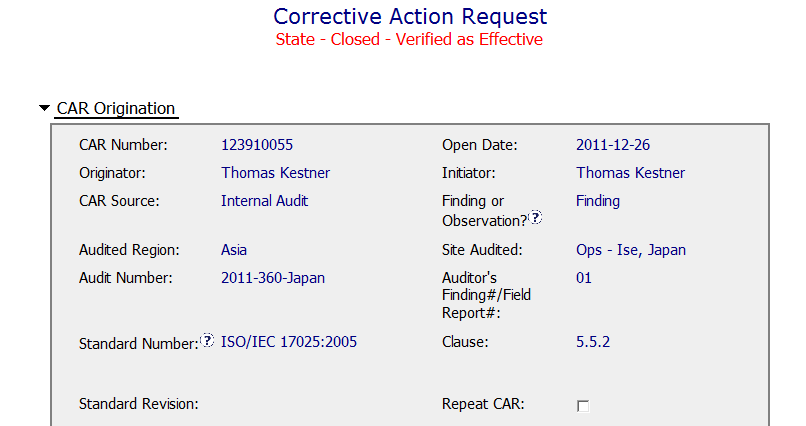 Corrective Action Request
State - Closed - Verified as Effective
CAR Origination
CAR Number: 123910055 Open Date: 2011-12-26
Originator: Thomas Kestner Initiator: Thomas Kestner
CAR Source: Internal Audit Finding or Finding
Observation??
Audited Region: Asia Site Audited: Ops - Ise, Japan
Audit Number: 2011-360-Japan Auditor's 01
Finding#/Field
Report#:
Standard Number:? ISO/IEC 17025:2005 Clause: 5.5.2
Standard Revision: Repeat CAR: